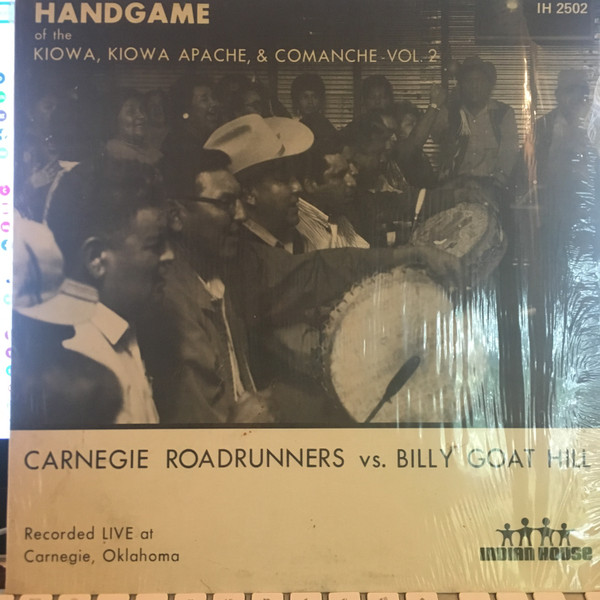 HANDGAME
IH 2502
of the
KIOWA, KIOWA APACHE, & COMANCHE-VOL. 2
CARNEGIE ROADRUNNERS vs. BILLY GOAT HILL
Recorded LIVE at
Carnegie, Oklahoma
INDIAN HOUSE